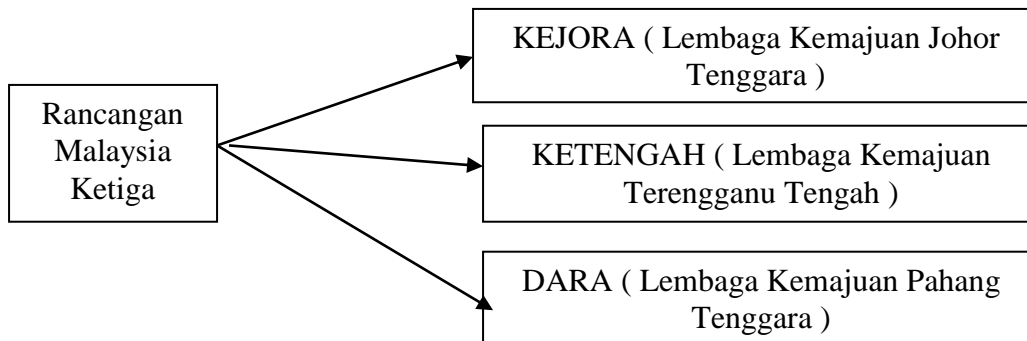 Rancangan
Malaysia
Ketiga
KEJORA ( Lembaga Kemajuan Johor
Tenggara )
KETENGAH ( Lembaga Kemajuan
Terengganu Tengah )
DARA ( Lembaga Kemajuan Pahang
Tenggara )